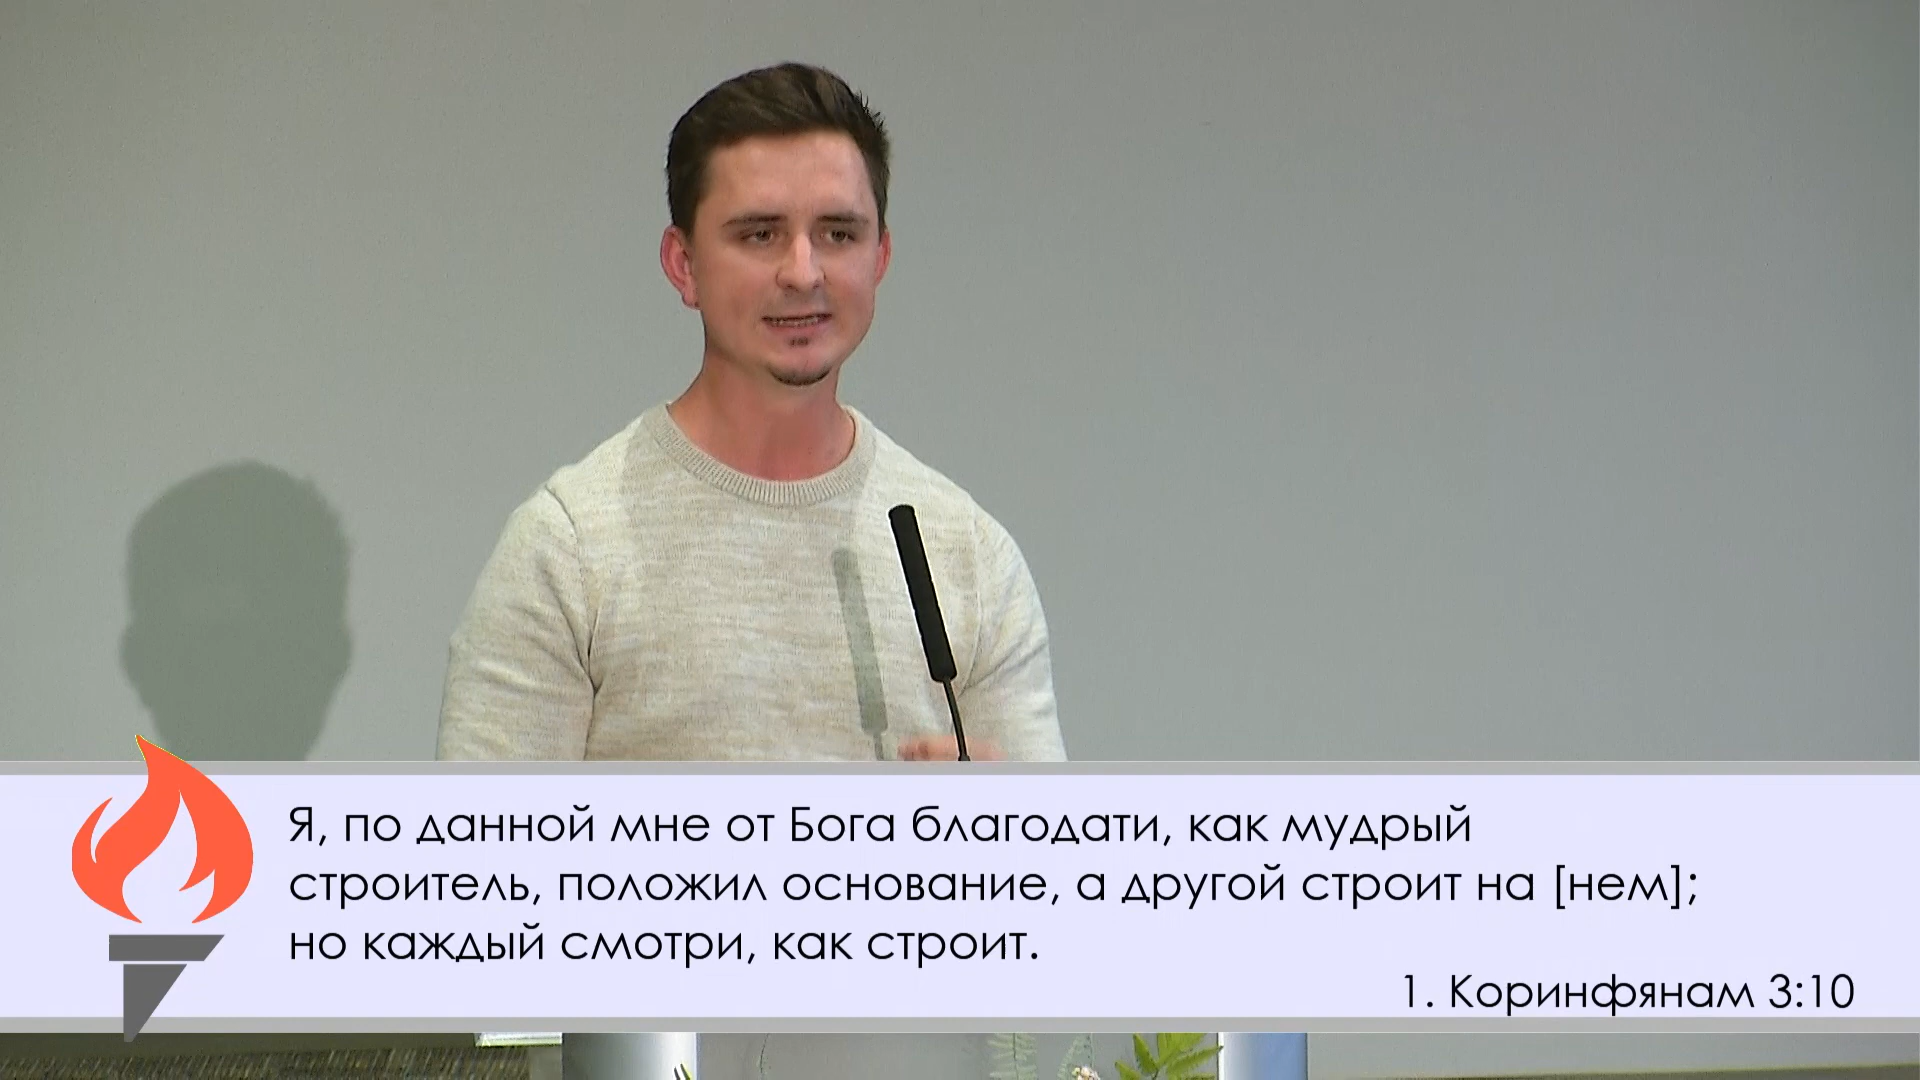 Я, по данной мне от Бога благодати, как мудрый
строитель, положил основание, а другой строит на [нем];
но каждый смотри, как строит.
1. Коринфянам 3:10